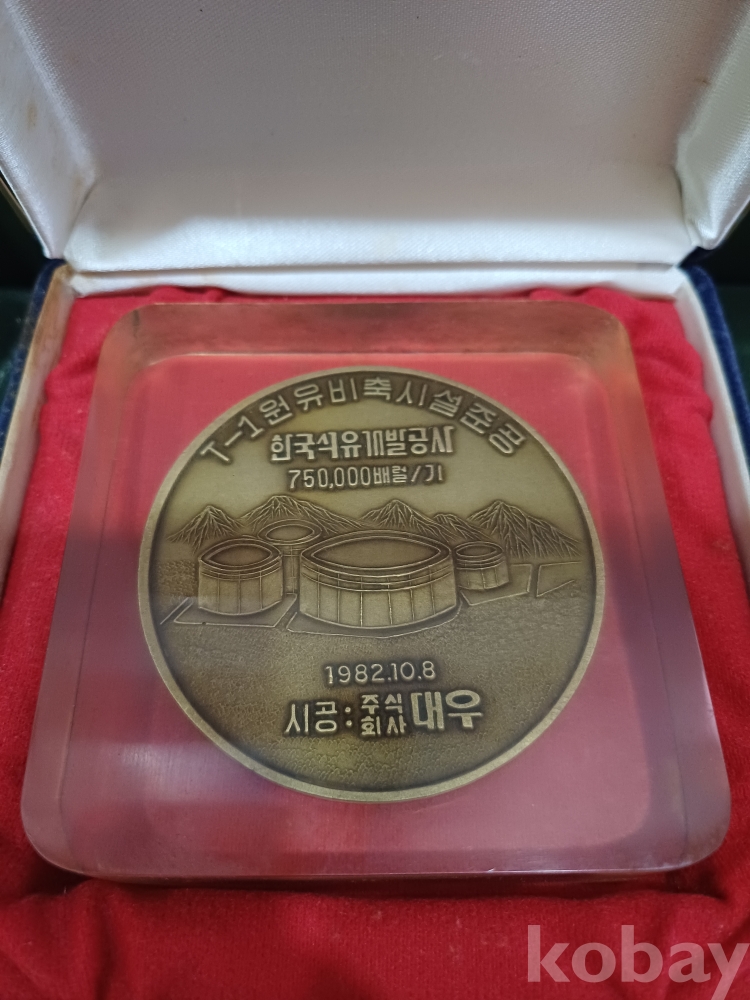 T-1원유비축시설준공
한국석유개발공사
750,000배럴/기
1982.10.8
시공: 주식회사 대우
kobay